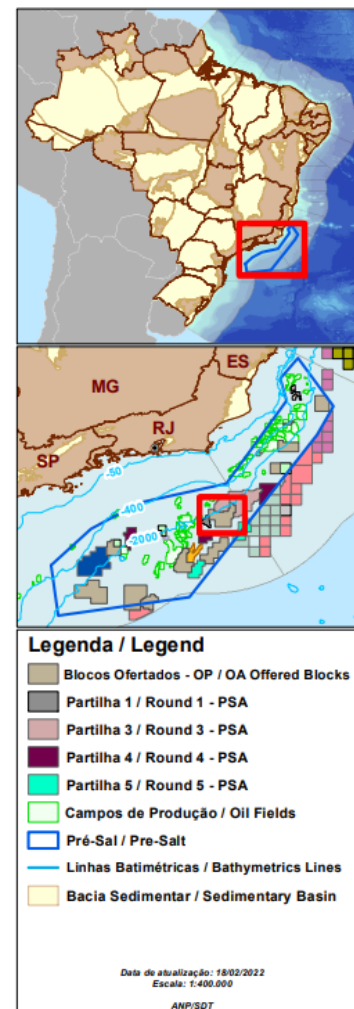 ES
MG
RJ
SP
-50
-400
-2000
Legenda / Legend
Blocos Ofertados - OP / OA Offered Blocks
Partilha 1 / Round 1 - PSA
Partilha 3 / Round 3 - PSA
Partilha 4 / Round 4 - PSA
Partilha 5 / Round 5 - PSA
Campos de Produção / Oil Fields
Pré-Sal / Pre-Salt
Linhas Batimétricas / Bathymetrics Lines
Bacia Sedimentar / Sedimentary Basin
Data de atualização: 18/02/2022
Escala: 1:400.000
ANP/SDT